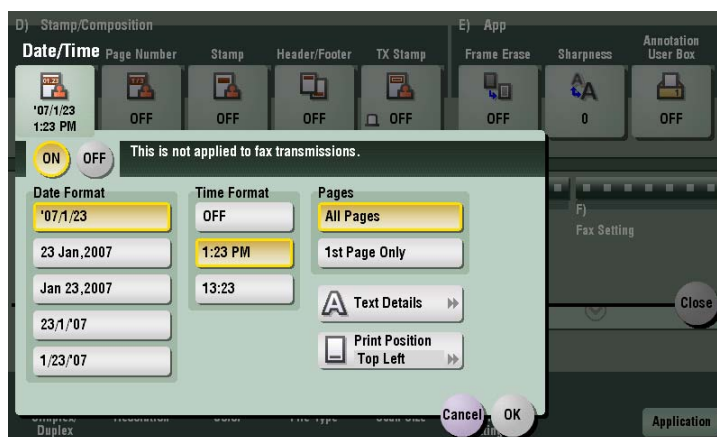 D) Stamp/Composition
E) App
Date/Time
Page Number
Stamp
Header/Footer
TX Stamp
Frame Erase
Sharpness
Annotation
User Box
'07/1/23
1:23 PM
OFF
OFF
OFF
OFF
OFF
0
OFF
ON
OFF
This is not applied to fax transmissions.
Date Format
'07/1/23
23 Jan,2007
Jan 23,2007
23/1/'07
1/23/'07
Time Format
OFF
1:23 PM
13:23
Pages
All Pages
1st Page Only
Text Details
Print Position
Top Left
F)
Fax Setting
Close
Cancel
OK
Duplex
Application